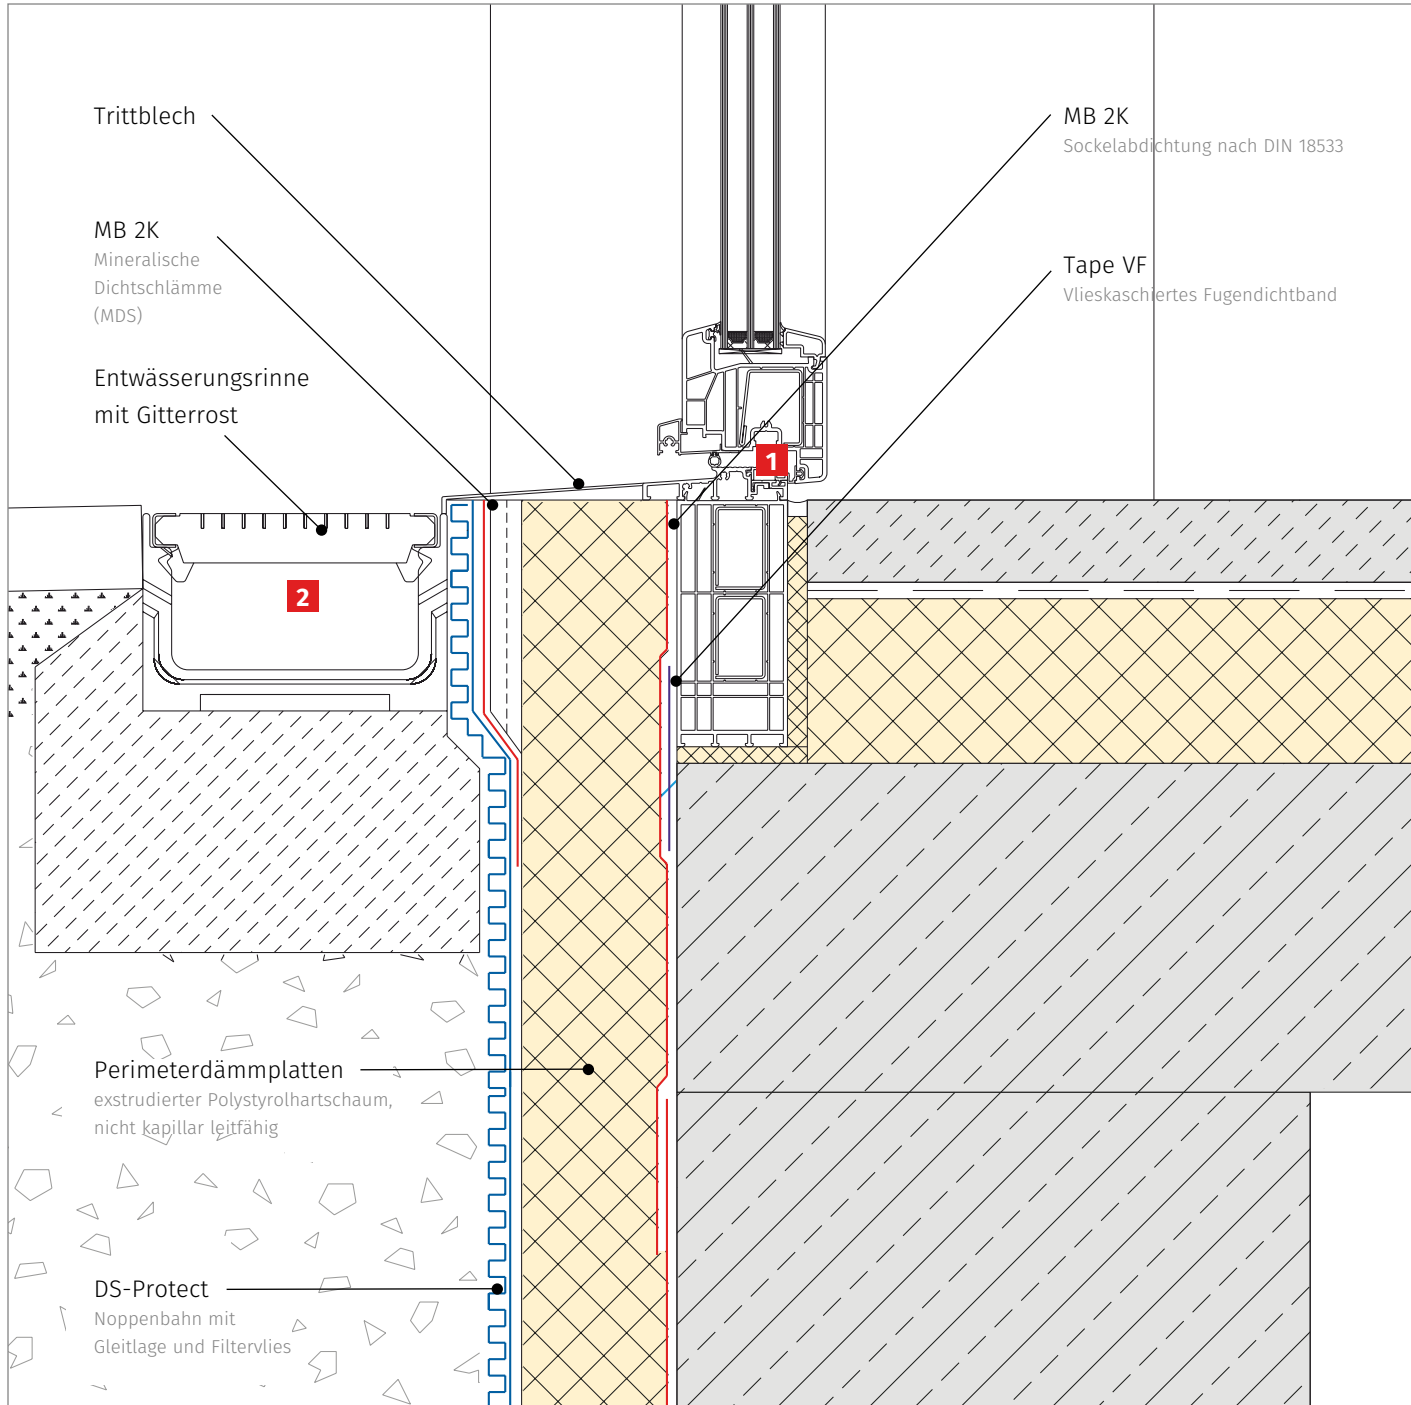 Trittblech
MB 2K
Mineralische
Dichtschlämme
(MDS)
Entwässerungsrinne
mit Gitterrost
MB 2K
Sockelabdichtung nach DIN 18533
Tape VF
Vlieskaschiertes Fugendichtband
1
2
Perimeterdämmplatten
exstrudierter Polystyrolhartschaum,
nicht kapillar leitfähig
DS-Protect
Noppenbahn mit
Gleitlage und Filtervlies